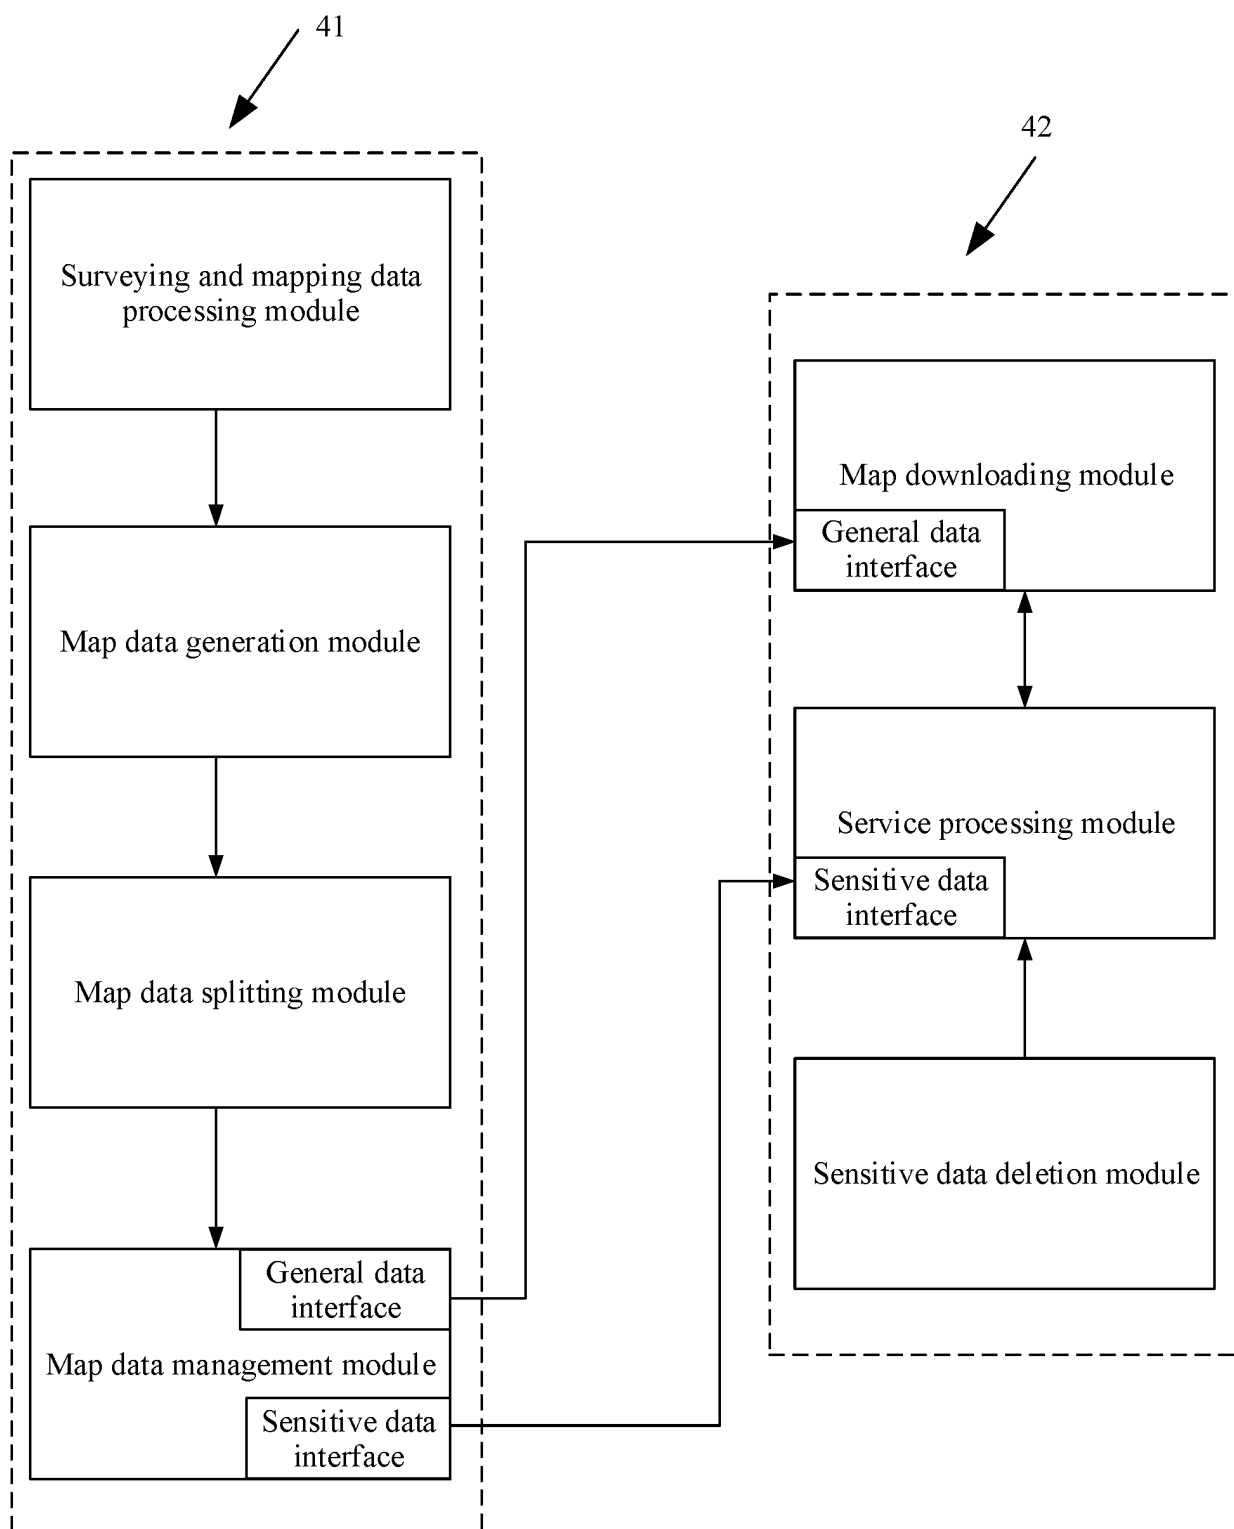 41
Surveying and mapping data
processing module
Map data generation module
Map data splitting module
General data
interface
Map data management module
Sensitive data
interface
42
Map downloading module
General data
interface
Service processing module
Sensitive data
interface
Sensitive data deletion module